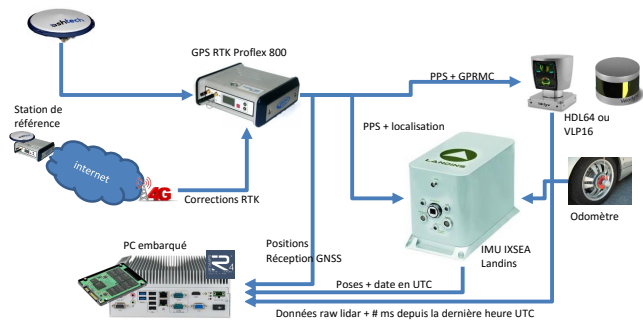 ashtech
GPS RTK Proflex 800
PPS + GPRMC
Station de
référence
HDL64 ou
VLP16
PPS + localisation
LANDINS
internet
4G
Corrections RTK
Odomètre
PC embarqué
Positions
Réception GNSS
IMU IXSEA
Landins
Poses + date en UTC
Données raw lidar + # ms depuis la dernière heure UTC